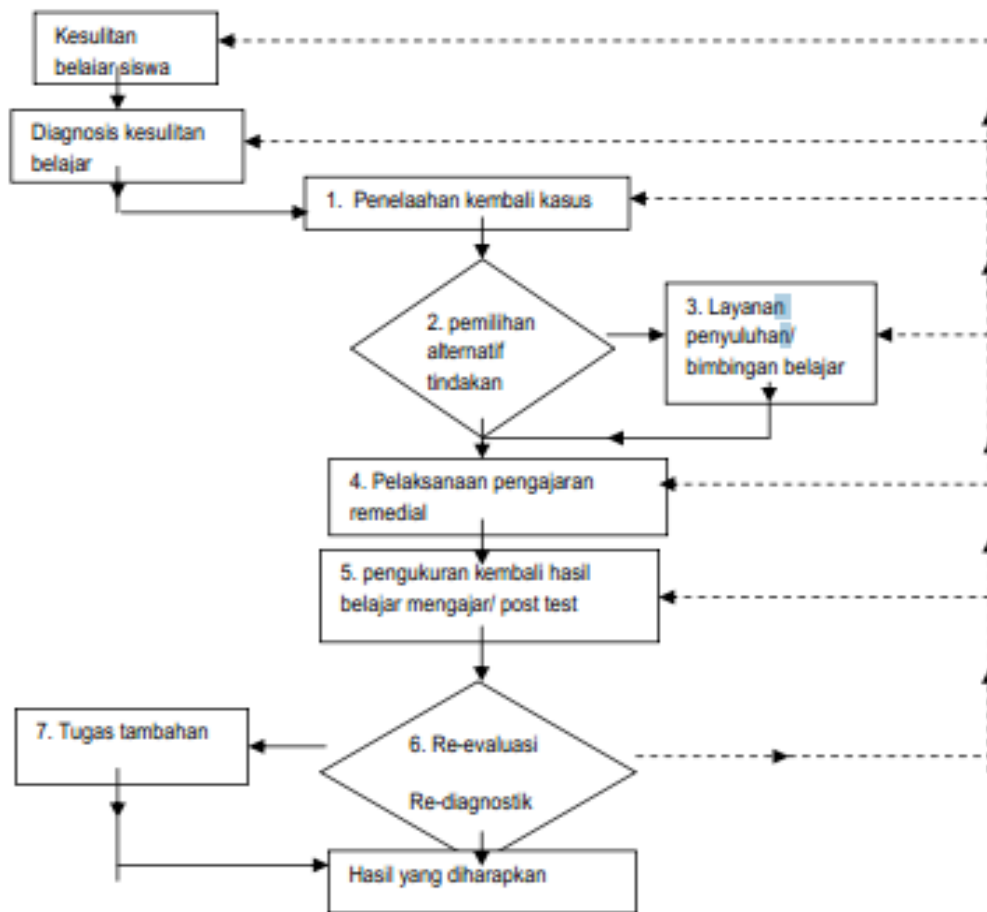 Kesulitan
belaiar siswa
Diagnosis kesulitan
belajar
1. Penelaahan kembali kasus
2. pemilihan
alternatif
tindakan
3. Layanan
penyuluhan/
bimbingan belajar
4. Pelaksanaan pengajaran
remedial
5. pengukuran kembali hasil
belajar mengajar/ post test
6. Re-evaluasi
Re-diagnostik
7. Tugas tambahan
Hasil yang diharapkan